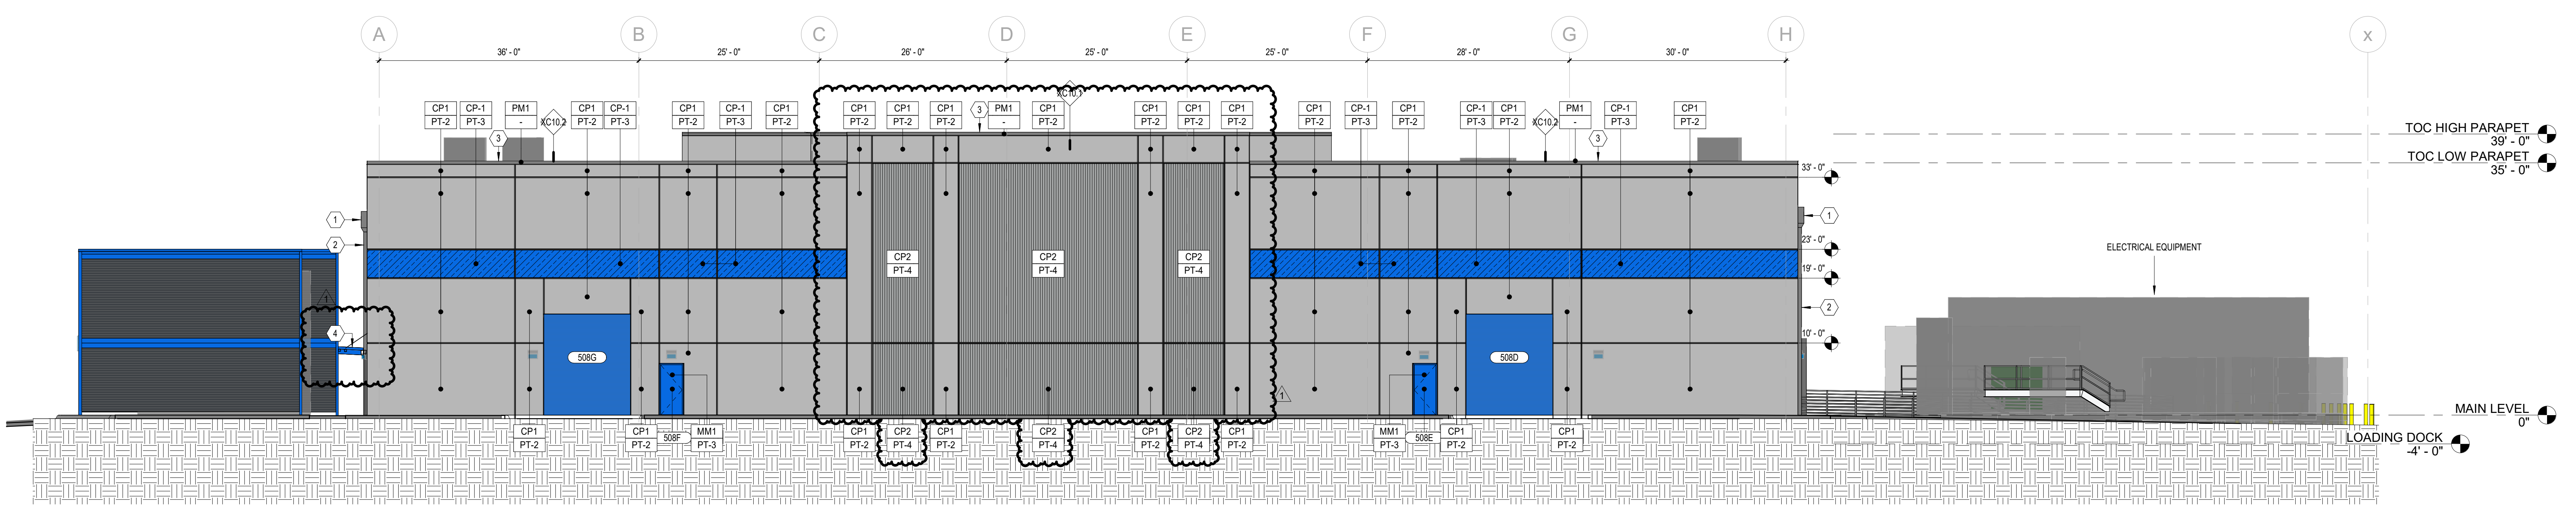 A B C D E F G H x
36' - 0" 25' - 0" 26' - 0" 25' - 0" 25' - 0" 28' - 0" 30' - 0"
CP1 CP-1 PM1 CP1 CP-1 CP1 CP-1 CP1 CP1 CP1 CP1 PM1 CP1 CP1 CP1 CP1 CP1 CP-1 CP1 CP-1 CP1 PM1 CP-1 CP1
PT-2 PT-3 - PT-2 PT-3 PT-2 PT-3 PT-2 PT-2 PT-2 PT-2 - PT-2 PT-2 PT-2 PT-2 PT-2 PT-3 PT-2 PT-3 PT-2 - PT-3 PT-2
XC10.2 XC10.1 XC10.2
3 3 3
TOC HIGH PARAPET
39' - 0"
TOC LOW PARAPET
35' - 0"
33' - 0"
1 1
2
23' - 0"
ELECTRICAL EQUIPMENT
CP2 CP2 CP2
PT-4 PT-4 PT-4
19' - 0"
1
2
4
10' - 0"
508G 508D
1
MAIN LEVEL
0"
CP1 CP1 508F MM1 CP1 CP2 CP1 CP2 CP1 CP2 CP1 MM1 508E CP1 CP1
PT-2 PT-2 PT-3 PT-2 PT-4 PT-2 PT-4 PT-2 PT-4 PT-2 PT-3 PT-2 PT-2
LOADING DOCK
-4' - 0"